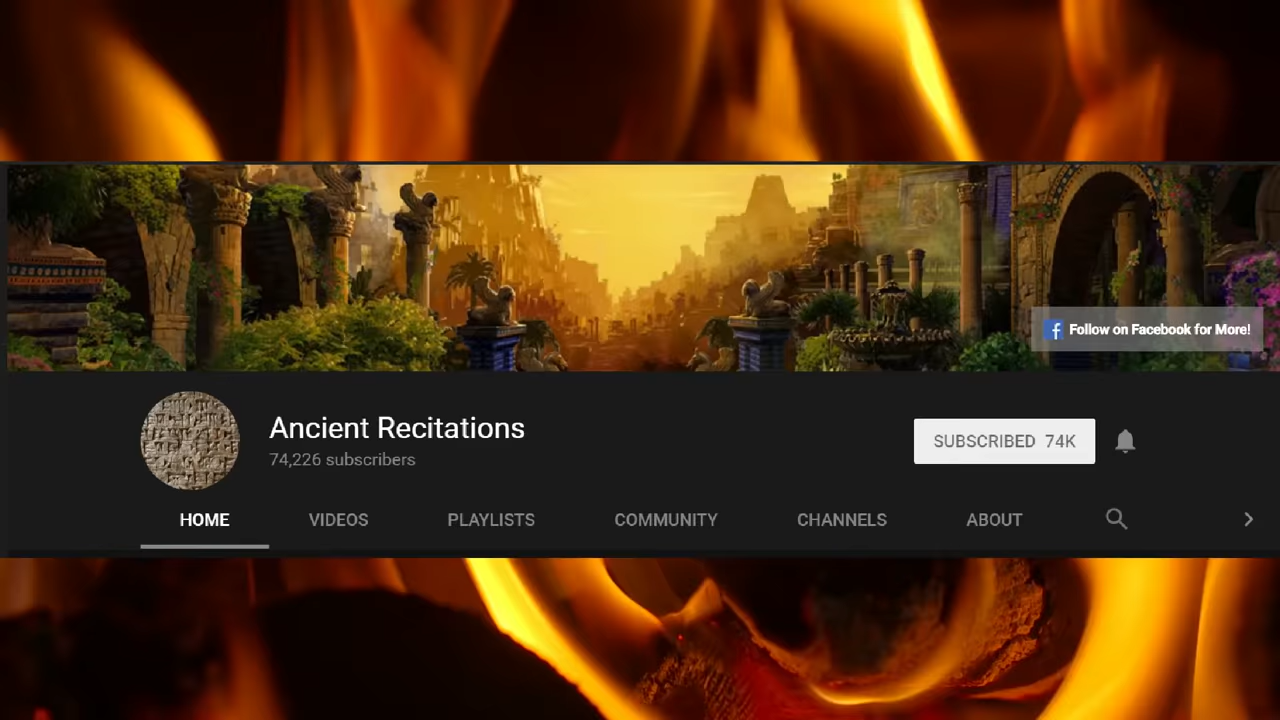 Follow on Facebook for More!
Ancient Recitations
SUBSCRIBED 74K
74,226 subscribers
HOME VIDEOS PLAYLISTS COMMUNITY CHANNELS ABOUT